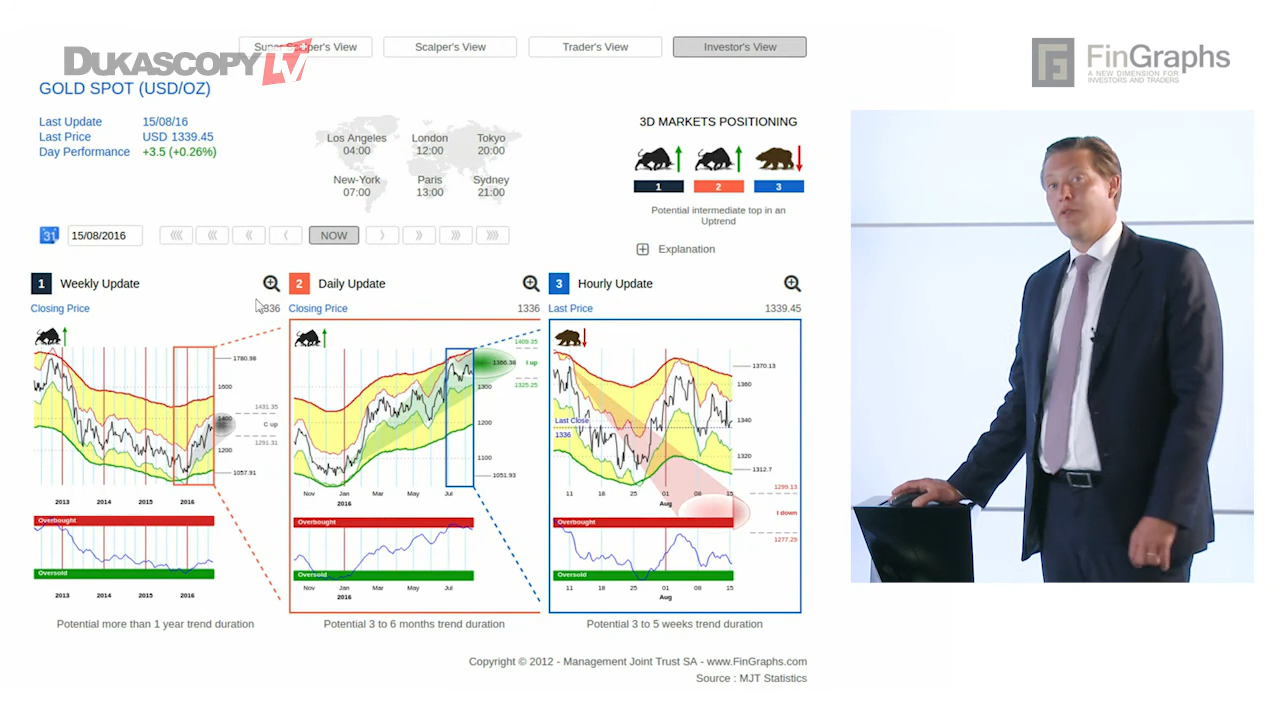 Super Scalper's View
Scalper's View
Trader's View
Investor's View
DUKASCOPY TV
FinGraphs
A NEW DIMENSION FOR
INVESTORS AND TRADERS
GOLD SPOT (USD/OZ)
Last Update 15/08/16
Last Price USD 1339.45
Day Performance +3.5 (+0.26%)
Los Angeles London Tokyo
04:00 12:00 20:00
New-York Paris Sydney
07:00 13:00 21:00
3D MARKETS POSITIONING
1 2 3
Potential intermediate top in an
Uptrend
Explanation
31 15/08/2016 NOW
1 Weekly Update
Closing Price
1780.98
1600
1431.35
1400
C up
1291.31
1200
1057.91
2013 2014 2015 2016
Overbought
Oversold
2013 2014 2015 2016
Potential more than 1 year trend duration
2 Daily Update
Closing Price 1336
1409.35
1366.38 I up
1350
1325.25
1200
1100
1051.93
Nov Jan Mar May Jul
2016
Overbought
Oversold
Nov Jan Mar May Jul
2016
Potential 3 to 6 months trend duration
3 Hourly Update
Last Price 1339.45
1370.13
1360
Last Close
1336
1340
1320
1312.7
1299.13
I down
1277.29
11 18 25 01 08 15
Aug
Overbought
Oversold
11 18 25 01 08 15
Aug
Potential 3 to 5 weeks trend duration
Copyright © 2012 - Management Joint Trust SA - www.FinGraphs.com
Source : MJT Statistics